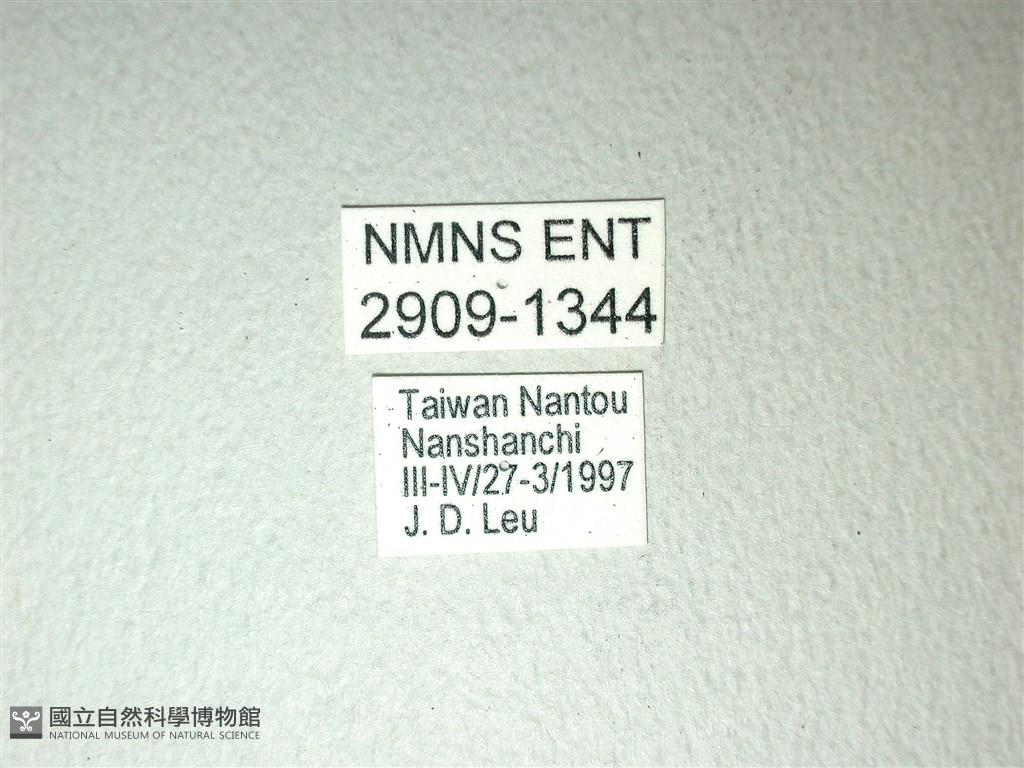 NMNS ENT
2909-1344
Taiwan Nantou
Nanshanchi
III-IV/27-3/1997
J. D. Leu
國立自然科學博物館
NATIONAL MUSEUM OF NATURAL SCIENCE